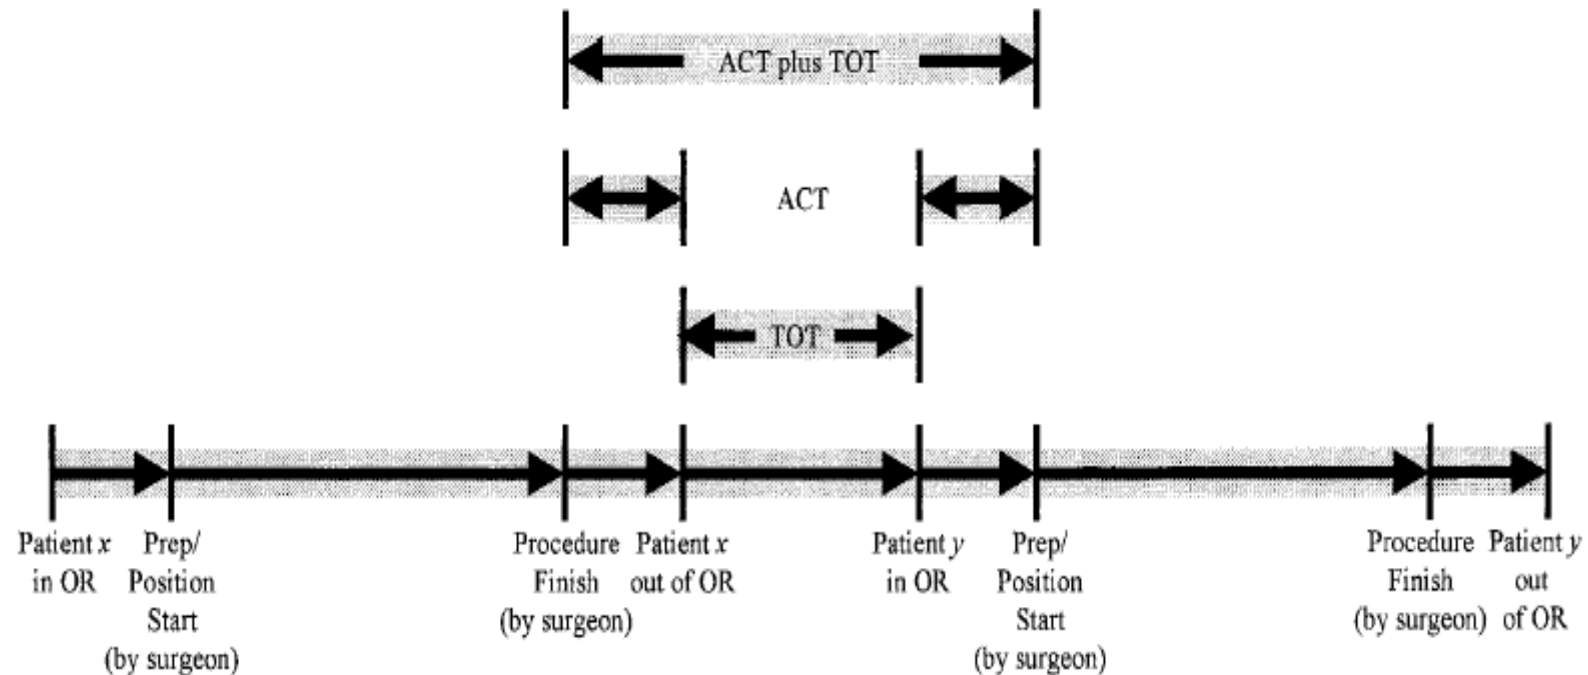 ACT plus TOT
ACT
TOT
Patient x
in OR
Prep/
Position
Start
(by surgeon)
Procedure
Finish
(by surgeon)
Patient x
out of OR
Patient y
in OR
Prep/
Position
Start
(by surgeon)
Procedure
Finish
(by surgeon)
Patient y
out
of OR